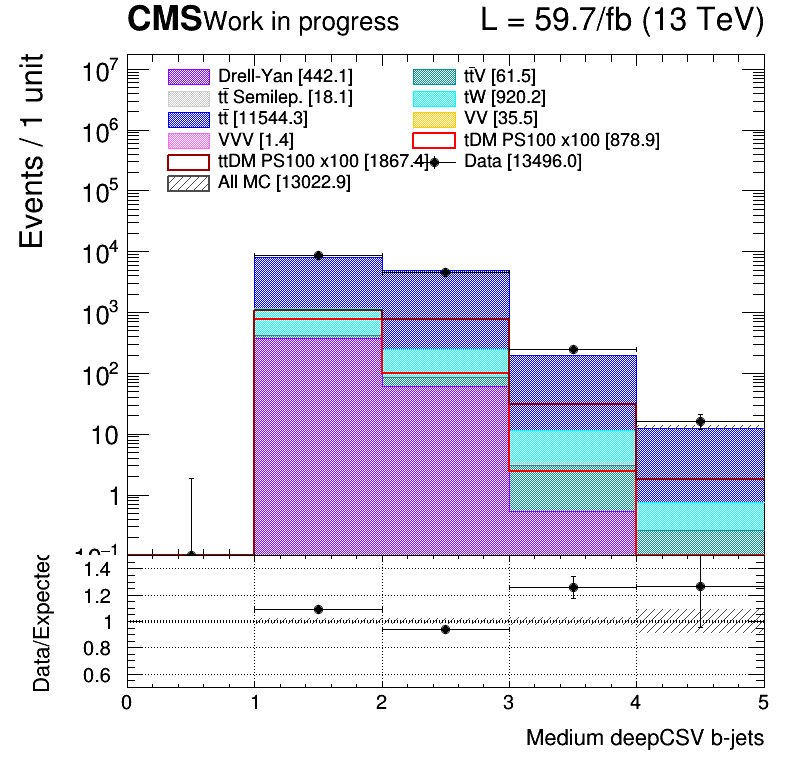 CMS Work in progress L = 59.7/fb (13 TeV)
Events / 1 unit
10⁷
10⁶
10⁵
10⁴
10³
10²
10
1
10⁻¹
Drell-Yan [442.1]
tt̄V [61.5]
tt̄ Semilep. [18.1]
tW [920.2]
tt̄ [11544.3]
VV [35.5]
VVV [1.4]
tDM PS100 x100 [878.9]
ttDM PS100 x100 [1867.4]
Data [13496.0]
All MC [13022.9]
Data/Expected
1.4
1.2
1
0.8
0.6
0 1 2 3 4 5
Medium deepCSV b-jets